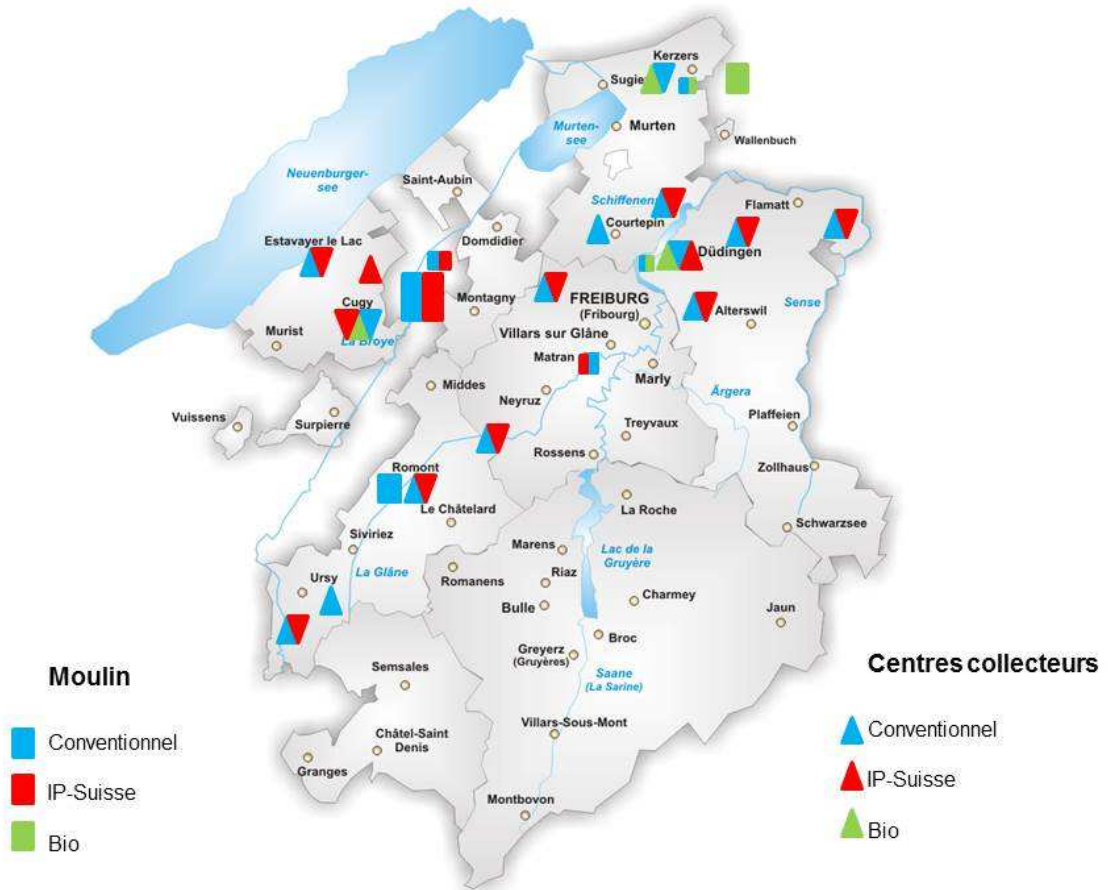 Kerzers
Sugie
Murten-
see
Murten
Wallenbuch
Neuenburger-
see
Saint-Aubin
Schiffenen
Flamatt
Courtepin
Domdidier
Estavayer le Lac
Düdingen
Cugy
Montagny
FREIBURG
(Fribourg)
Alterswil
Sense
La Broye
Murist
Villars sur Glâne
Matran
Marly
Middes
Neyruz
Ärgera
Vuissens
Surpierre
Treyvaux
Plaffeien
Rossens
Zollhaus
Romont
Le Châtelard
La Roche
Schwarzsee
Siviriez
Marens
Lac de la
Gruyère
La Glâne
Romanens
Riaz
Ursy
Bulle
Charmey
Jaun
Broc
Greyerz
(Gruyères)
Semsales
Saane
(La Sarine)
Villars-Sous-Mont
Châtel-Saint
Denis
Granges
Montbovon
Moulin
Conventionnel
IP-Suisse
Bio
Centres collecteurs
Conventionnel
IP-Suisse
Bio